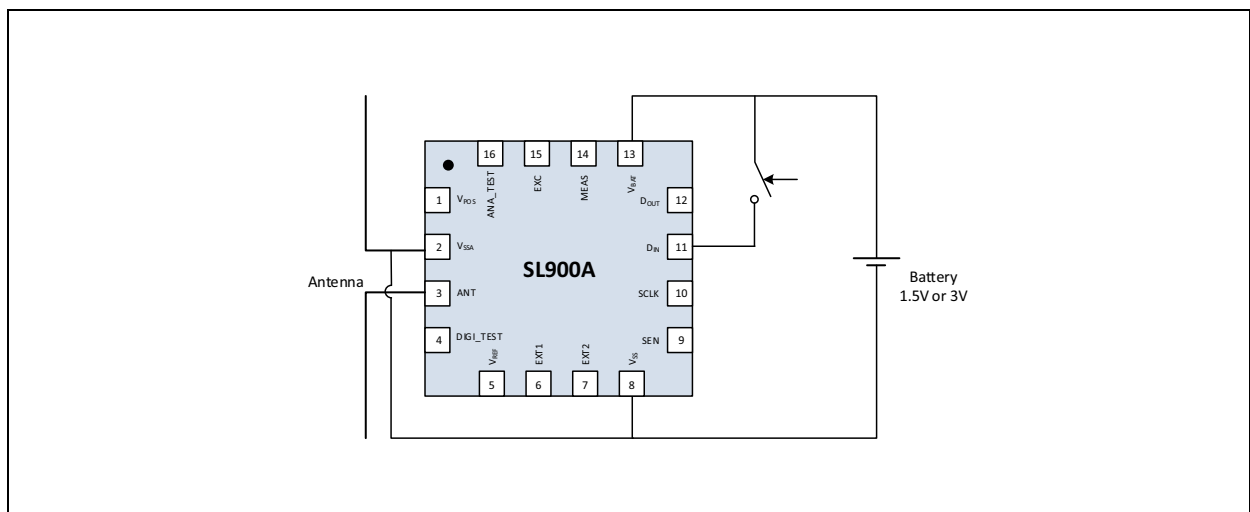 16
15
14
13
ANA_TEST
EXC
MEAS
VBAT
1
VPOS
DOUT
12
2
VSSA
DIN
11
SL900A
Antenna
3
ANT
SCLK
10
Battery
1.5V or 3V
4
DIGI_TEST
SEN
9
VREF
EXT1
EXT2
VSS
5
6
7
8